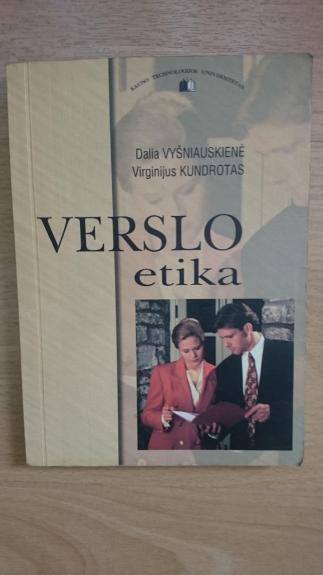 KAUNO TECHNOLOGIJOS UNIVERSITETAS
Dalia VYŠNIAUSKIENĖ
Virginijus KUNDROTAS
VERSLO
etika